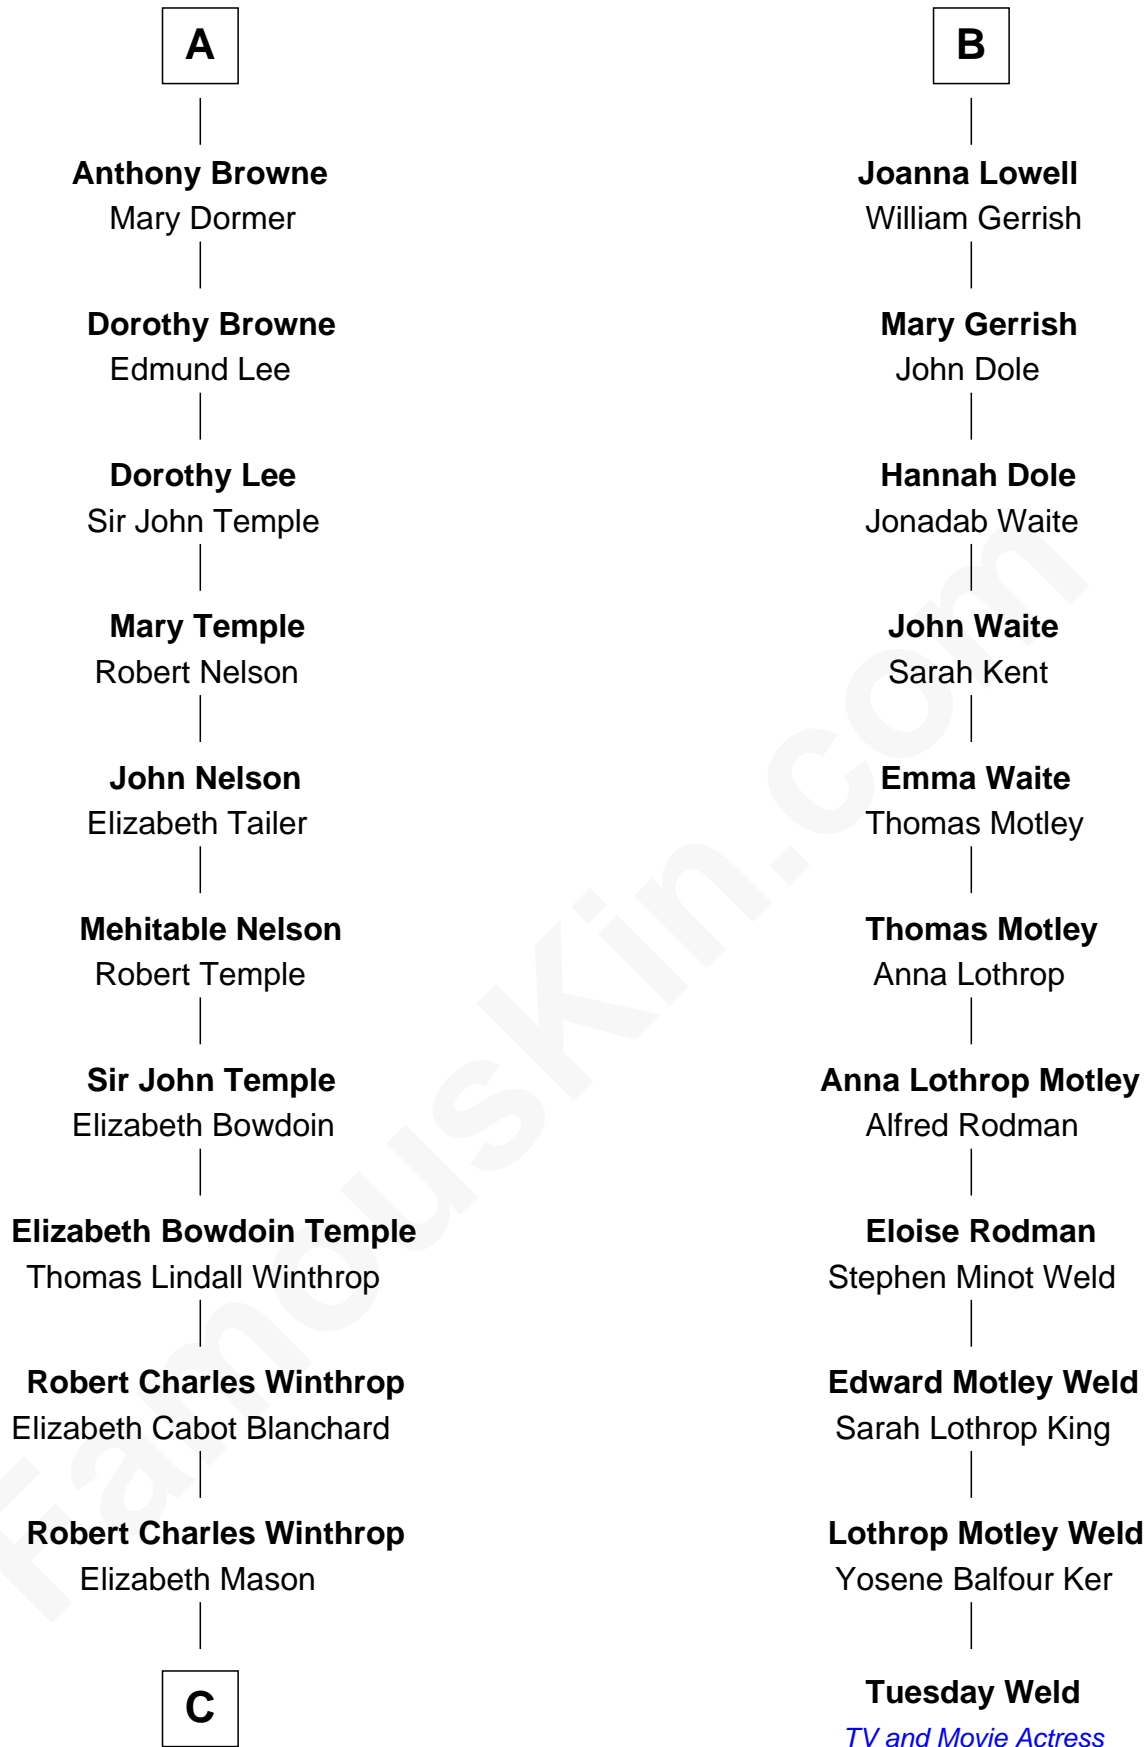 A
Anthony Browne
Mary Dormer
Dorothy Browne
Edmund Lee
Dorothy Lee
Sir John Temple
Mary Temple
Robert Nelson
John Nelson
Elizabeth Tailer
Mehitable Nelson
Robert Temple
Sir John Temple
Elizabeth Bowdoin
Elizabeth Bowdoin Temple
Thomas Lindall Winthrop
Robert Charles Winthrop
Elizabeth Cabot Blanchard
Robert Charles Winthrop
Elizabeth Mason
C
B
Joanna Lowell
William Gerrish
Mary Gerrish
John Dole
Hannah Dole
Jonadab Waite
John Waite
Sarah Kent
Emma Waite
Thomas Motley
Thomas Motley
Anna Lothrop
Anna Lothrop Motley
Alfred Rodman
Eloise Rodman
Stephen Minot Weld
Edward Motley Weld
Sarah Lothrop King
Lothrop Motley Weld
Yosene Balfour Ker
Tuesday Weld
TV and Movie Actress
FamousKin.com